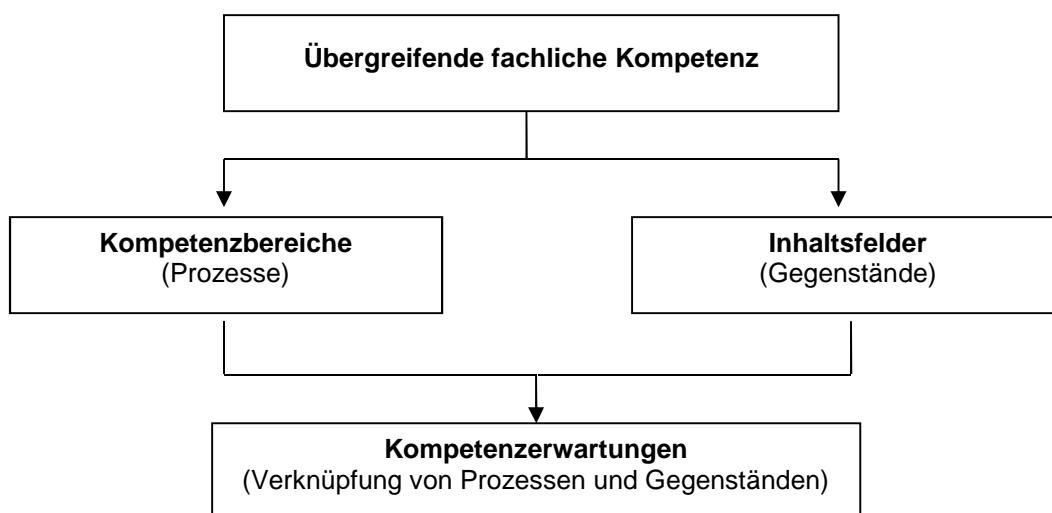 Übergreifende fachliche Kompetenz
Kompetenzbereiche
(Prozesse)
Inhaltsfelder
(Gegenstände)
Kompetenzerwartungen
(Verknüpfung von Prozessen und Gegenständen)